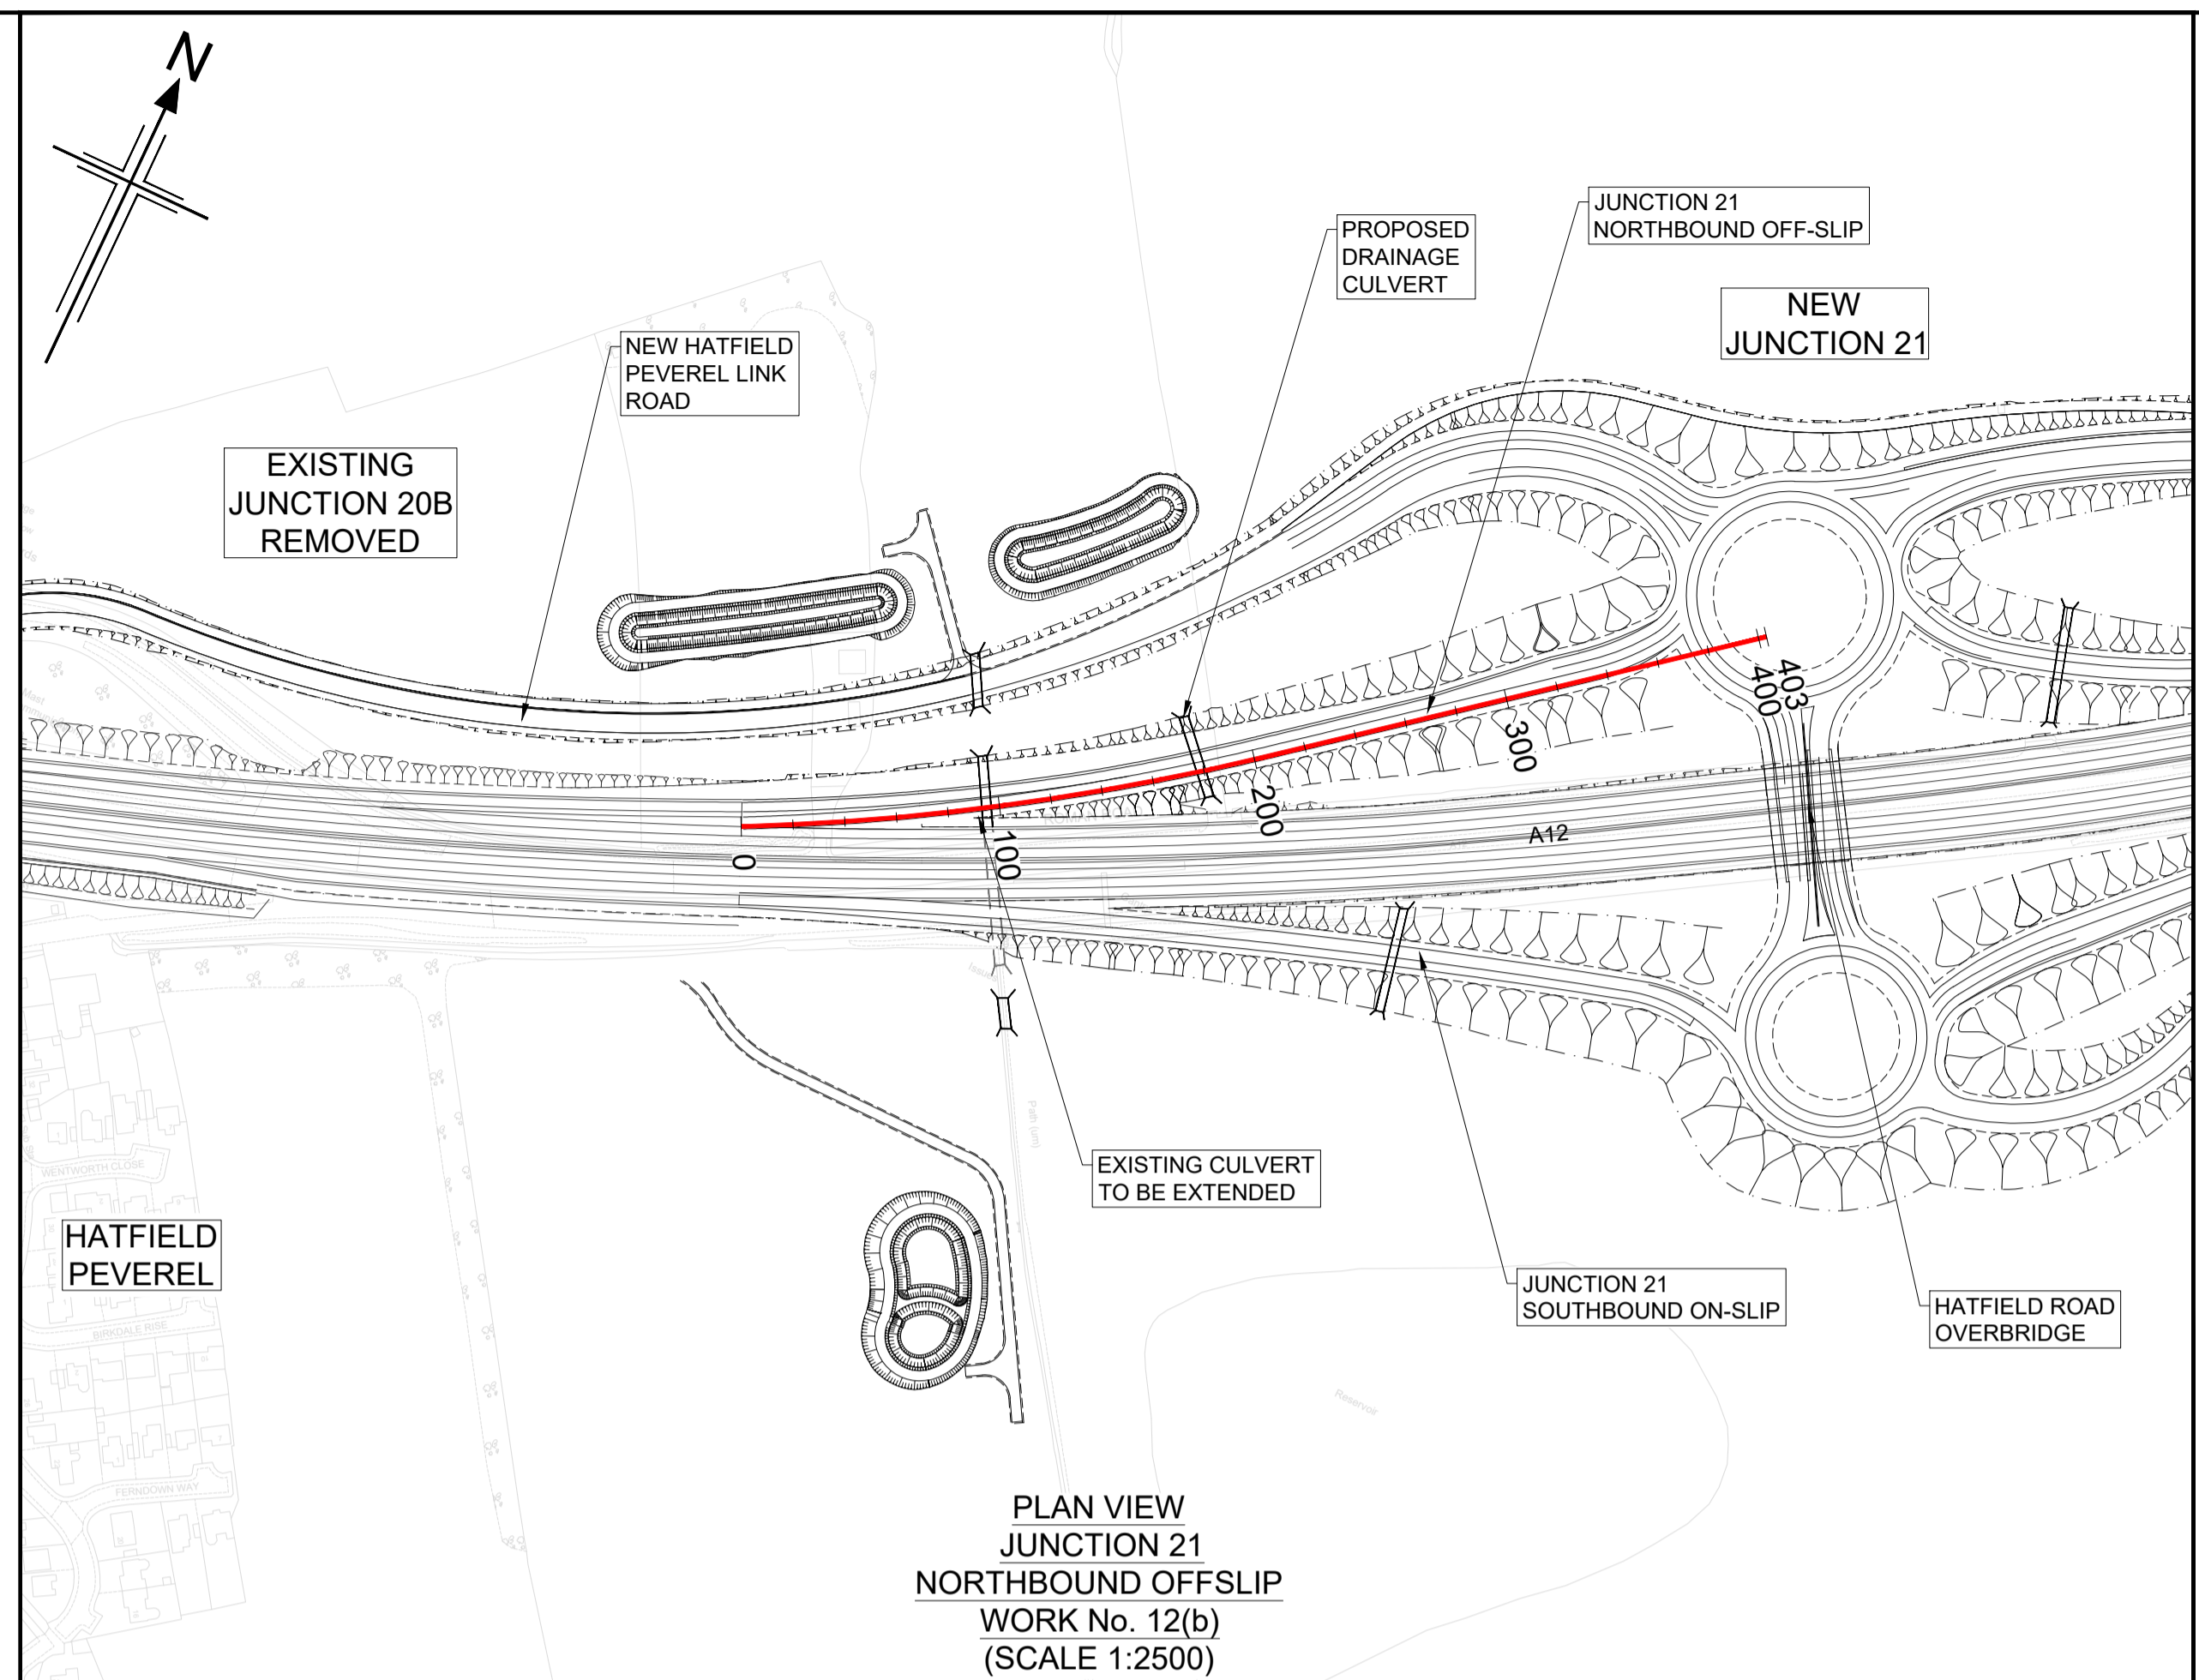 N
JUNCTION 21
NORTHBOUND OFF-SLIP
PROPOSED
DRAINAGE
CULVERT
NEW
JUNCTION 21
NEW HATFIELD
PEVEREL LINK
ROAD
EXISTING
JUNCTION 20B
REMOVED
Mast
0
100
200
300
400
403
A12
Path (um)
EXISTING CULVERT
TO BE EXTENDED
WENTWORTH CLOSE
HATFIELD
PEVEREL
JUNCTION 21
SOUTHBOUND ON-SLIP
HATFIELD ROAD
OVERBRIDGE
BIRKDALE RISE
Reservoir
FERNDOWN WAY
PLAN VIEW
JUNCTION 21
NORTHBOUND OFFSLIP
WORK No. 12(b)
(SCALE 1:2500)